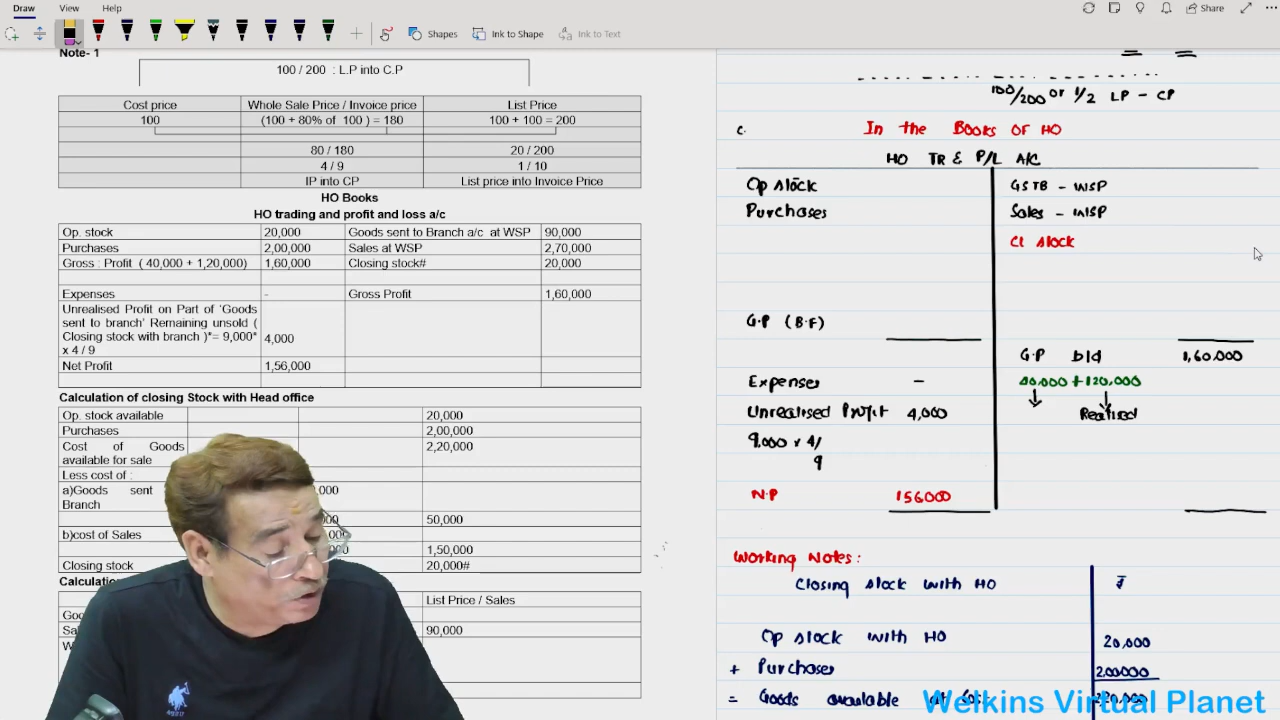 Draw View Help
Share
Shapes Ink to Shape Ink to Text
Note- 1
100 / 200 : L.P into C.P
Cost price Whole Sale Price / Invoice price List Price
100 (100 + 80% of 100 ) = 180 100 + 100 = 200
80 / 180 20 / 200
4 / 9 1 / 10
IP into CP List price into Invoice Price
HO Books
HO trading and profit and loss a/c
Op. stock 20,000 Goods sent to Branch a/c at WSP 90,000
Purchases 2,00,000 Sales at WSP 2,70,000
Gross : Profit ( 40,000 + 1,20,000) 1,60,000 Closing stock# 20,000
Expenses - Gross Profit 1,60,000
Unrealised Profit on Part of 'Goods
sent to branch' Remaining unsold (
Closing stock with branch )*= 9,000*
x 4 / 9 4,000
Net Profit 1,56,000
Calculation of closing Stock with Head office
Op. stock available 20,000
Purchases 2,00,000
Cost of Goods
available for sale 2,20,000
Less cost of :
a)Goods sent
Branch
50,000
b)cost of Sales
1,50,000
Closing stock 20,000#
List Price / Sales
90,000
100/200 or 1/2 LP - CP
c. In the Books of HO
HO TR & P/L A/C
Op stock GSTB - WSP
Purchases Sales - WSP
Cl stock
G.P (B.F)
G.P b/d 1,60,000
Expenses - 40,000 + 120,000
Unrealised Profit 4,000 Realised
9,000 x 4/
9
N.P 156000
Working Notes:
Closing stock with HO ₹
Op stock with HO 20,000
+ Purchases 200000
= Goods available at
Welkins Virtual Planet